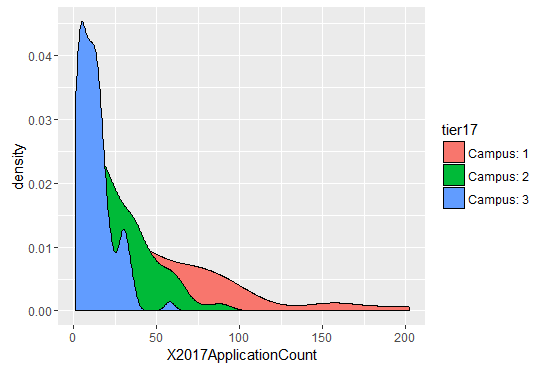 0.04
0.03
0.02
0.01
0.00
density
0 50 100 150 200
X2017ApplicationCount
tier17
Campus: 1
Campus: 2
Campus: 3